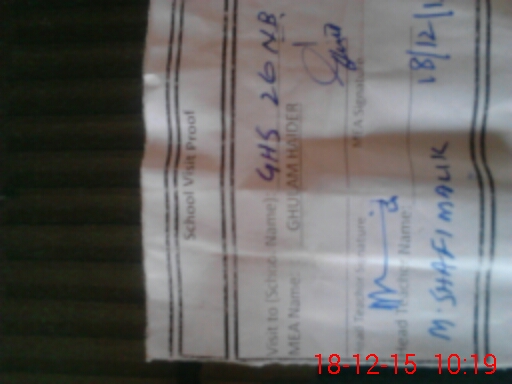 School Visit Proof
Visit to (School Name): GHS 26 NB
MEA Name: GHULAM HAIDER
Head Teacher Signature MEA Signature
Head Teacher Name:
M. SHAFI MALIK 18/12/1
18-12-15 10:19